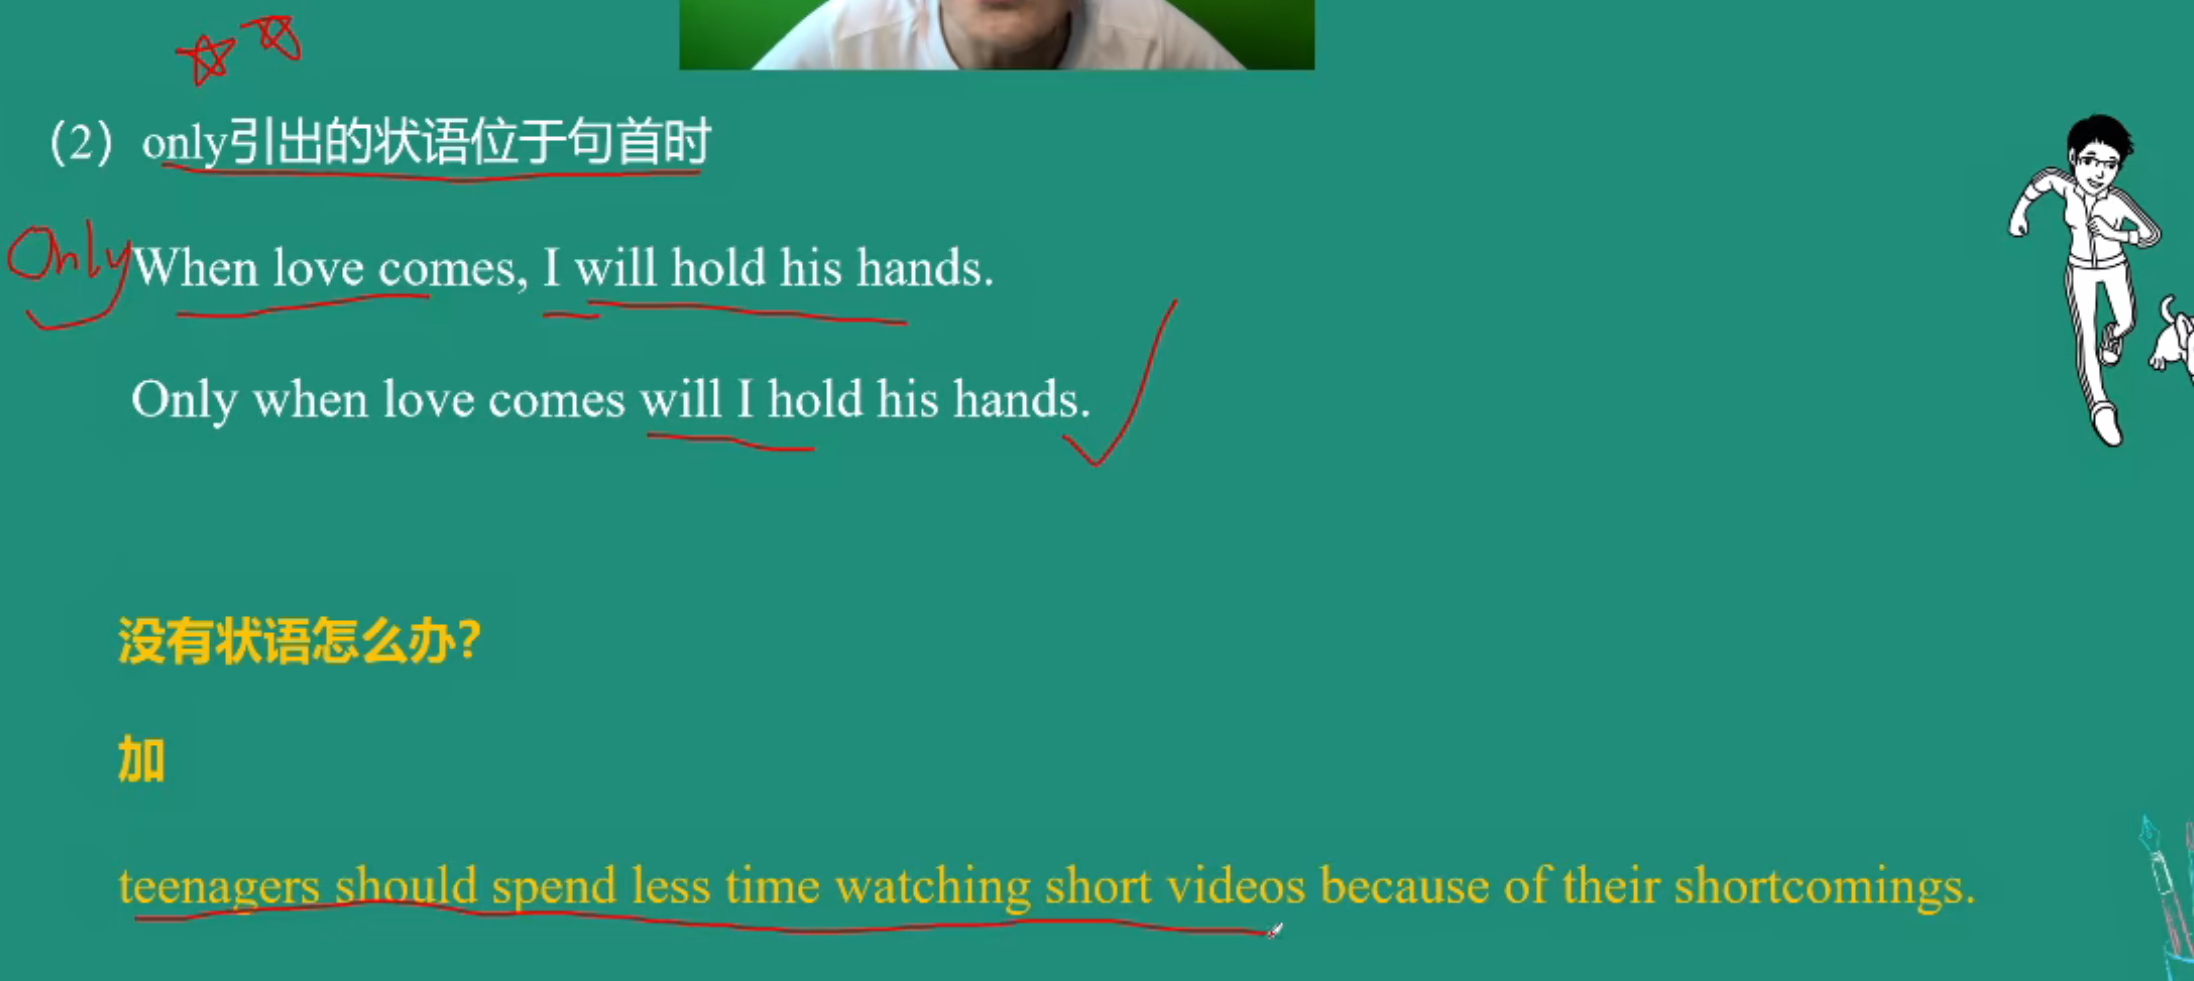 （2）only引出的状语位于句首时
Only When love comes, I will hold his hands.
Only when love comes will I hold his hands.
没有状语怎么办？
加
teenagers should spend less time watching short videos because of their shortcomings.